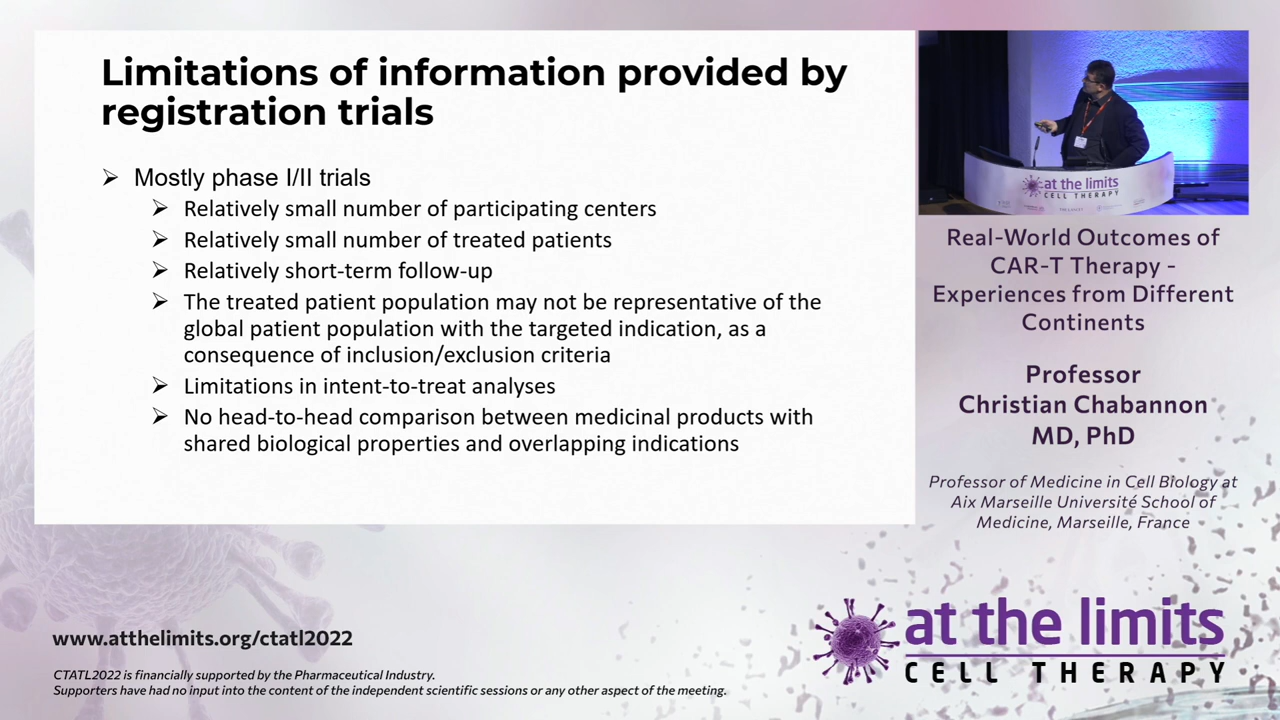 Limitations of information provided by
registration trials
➢ Mostly phase I/II trials
➢ Relatively small number of participating centers
➢ Relatively small number of treated patients
➢ Relatively short-term follow-up
➢ The treated patient population may not be representative of the
global patient population with the targeted indication, as a
consequence of inclusion/exclusion criteria
➢ Limitations in intent-to-treat analyses
➢ No head-to-head comparison between medicinal products with
shared biological properties and overlapping indications
at the limits
CELL THERAPY
Real-World Outcomes of
CAR-T Therapy -
Experiences from Different
Continents
Professor
Christian Chabannon
MD, PhD
Professor of Medicine in Cell Biology at
Aix Marseille Université School of
Medicine, Marseille, France
www.atthelimits.org/ctatl2022
CTATL2022 is financially supported by the Pharmaceutical Industry.
Supporters have had no input into the content of the independent scientific sessions or any other aspect of the meeting.
at the limits
CELL THERAPY